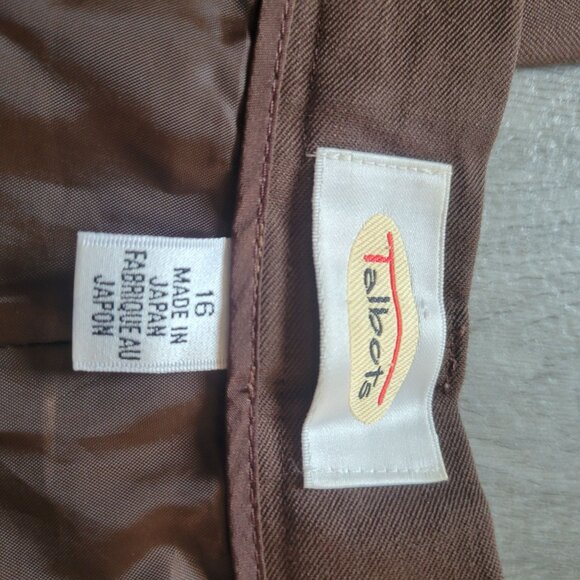 Talbots
16
MADE IN
JAPAN
FABRIQUE AU
JAPON